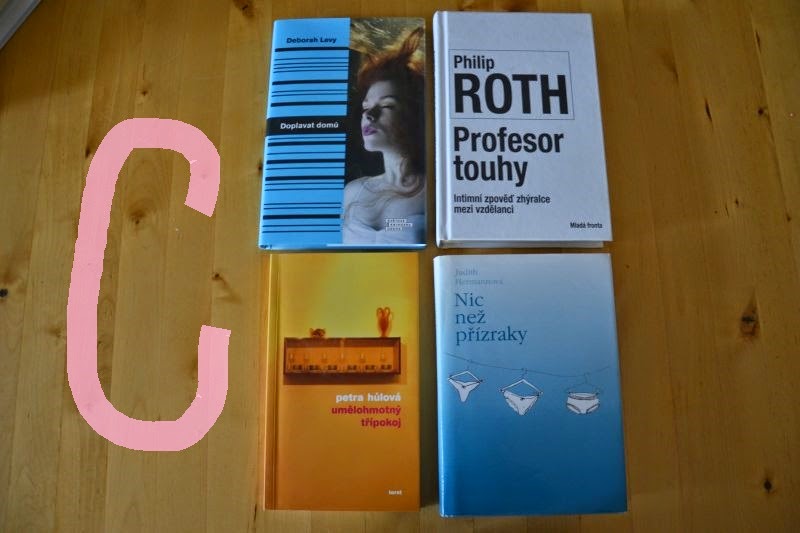 C
Deborah Levy
Doplavat domů
Philip
ROTH
Profesor
touhy
Intimní zpověď zhýralce
mezi vzdělanci
Mladá fronta
petra hůlová
umělohmotný
třípokoj
torst
Judith
Hermannová
Nic
než
přízraky